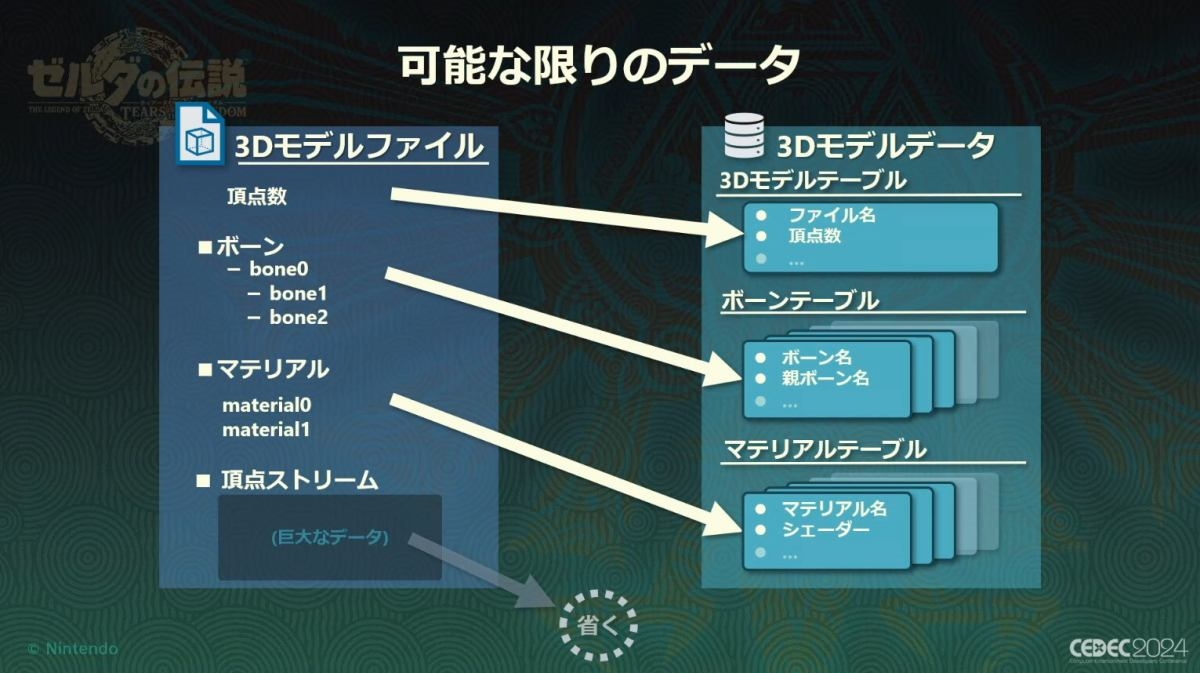 可能な限りのデータ
ゼルダの伝説
THE LEGEND OF ZELDA
TEARS OF THE KINGDOM
3Dモデルファイル
頂点数
■ボーン
– bone0
– bone1
– bone2
■マテリアル
material0
material1
■ 頂点ストリーム
(巨大なデータ)
省く
3Dモデルデータ
3Dモデルテーブル
● ファイル名
● 頂点数
● ...
ボーンテーブル
● ボーン名
● 親ボーン名
● ...
マテリアルテーブル
● マテリアル名
● シェーダー
● ...
© Nintendo
CEDEC2024
Computer Entertainment Developers Conference